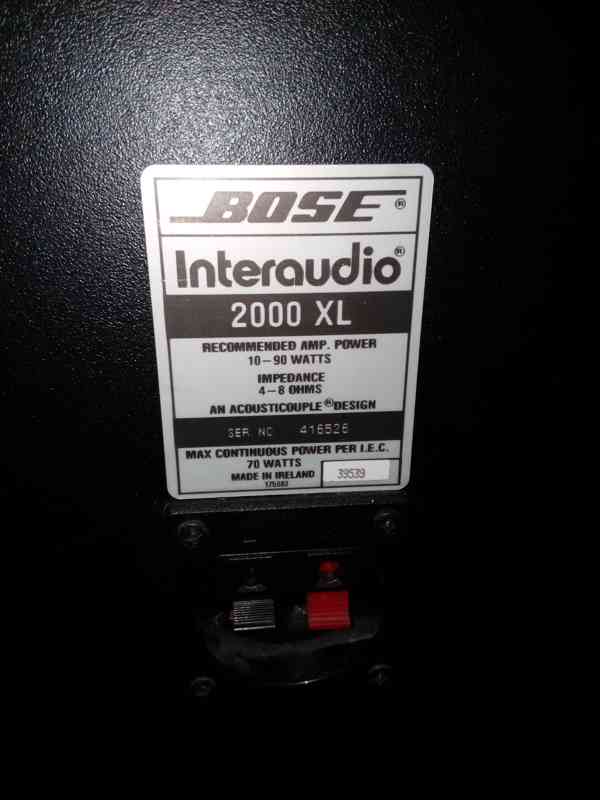 BOSE®
Interaudio®
2000 XL
RECOMMENDED AMP. POWER
10-90 WATTS
IMPEDANCE
4-8 OHMS
AN ACOUSTICOUPLE® DESIGN
SER. NO. 416526
MAX CONTINUOUS POWER PER I.E.C.
70 WATTS
MADE IN IRELAND 39539